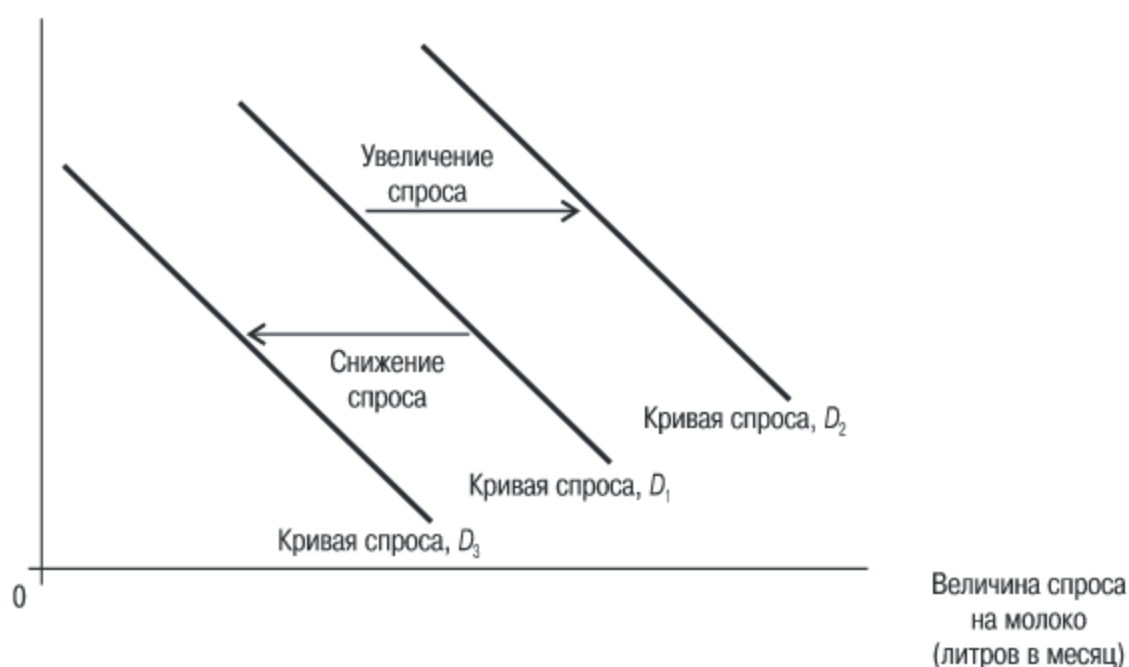 Увеличение
спроса
Снижение
спроса
Кривая спроса, D₂
Кривая спроса, D₁
Кривая спроса, D₃
0
Величина спроса
на молоко
(литров в месяц)